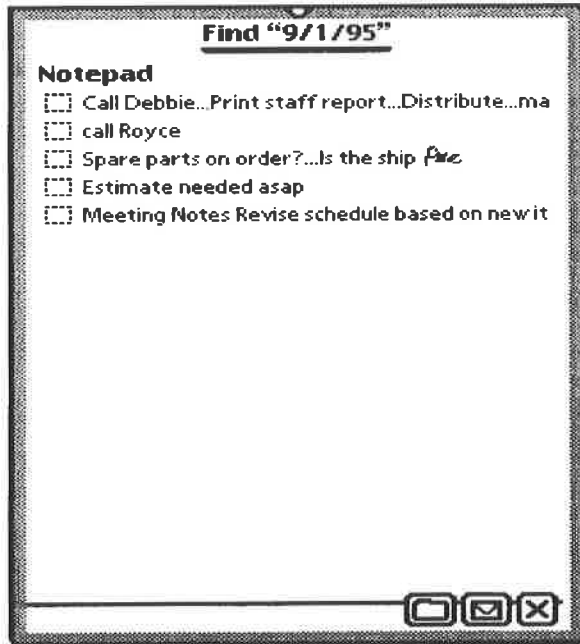 Find “9/1/95”
Notepad
Call Debbie...Print staff report...Distribute...ma
call Royce
Spare parts on order?...Is the ship
Estimate needed asap
Meeting Notes Revise schedule based on new it